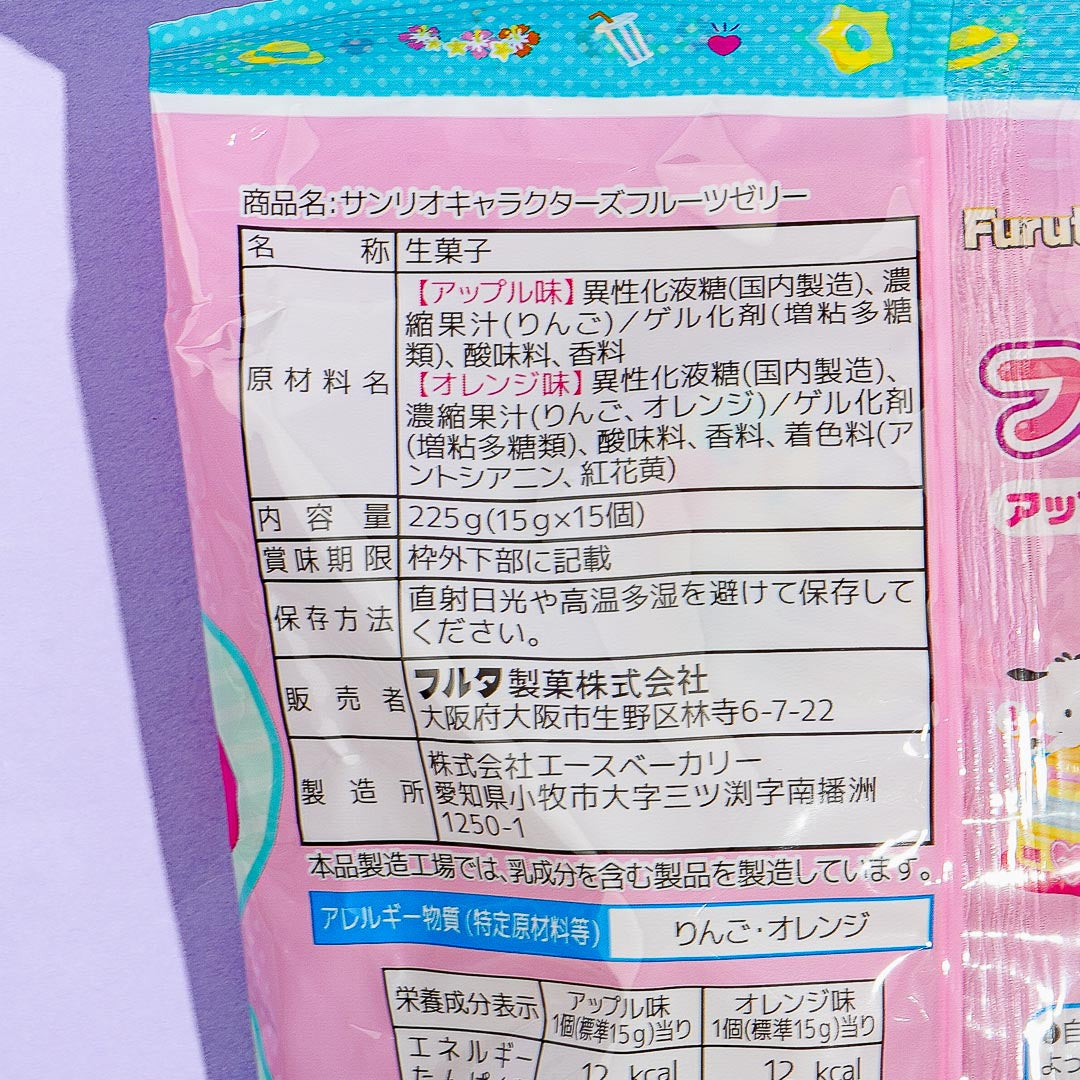 商品名:サンリオキャラクターズフルーツゼリー
名称 生菓子
原材料名
【アップル味】異性化液糖(国内製造)、濃
縮果汁(りんご)/ゲル化剤(増粘多糖
類)、酸味料、香料
【オレンジ味】異性化液糖(国内製造)、
濃縮果汁(りんご、オレンジ)/ゲル化剤
(増粘多糖類)、酸味料、香料、着色料(ア
ントシアニン、紅花黄)
内容量 225g(15g×15個)
賞味期限 枠外下部に記載
保存方法 直射日光や高温多湿を避けて保存して
ください。
販売者 フルタ製菓株式会社
大阪府大阪市生野区林寺6-7-22
製造所 株式会社エースベーカリー
愛知県小牧市大字三ツ渕字南播洲
1250-1
本品製造工場では、乳成分を含む製品を製造しています。
アレルギー物質(特定原材料等) りんご・オレンジ
栄養成分表示 アップル味 オレンジ味
1個(標準15g)当り 1個(標準15g)当り
エネルギー 12 kcal 12 kcal
Furut
フ
アッ